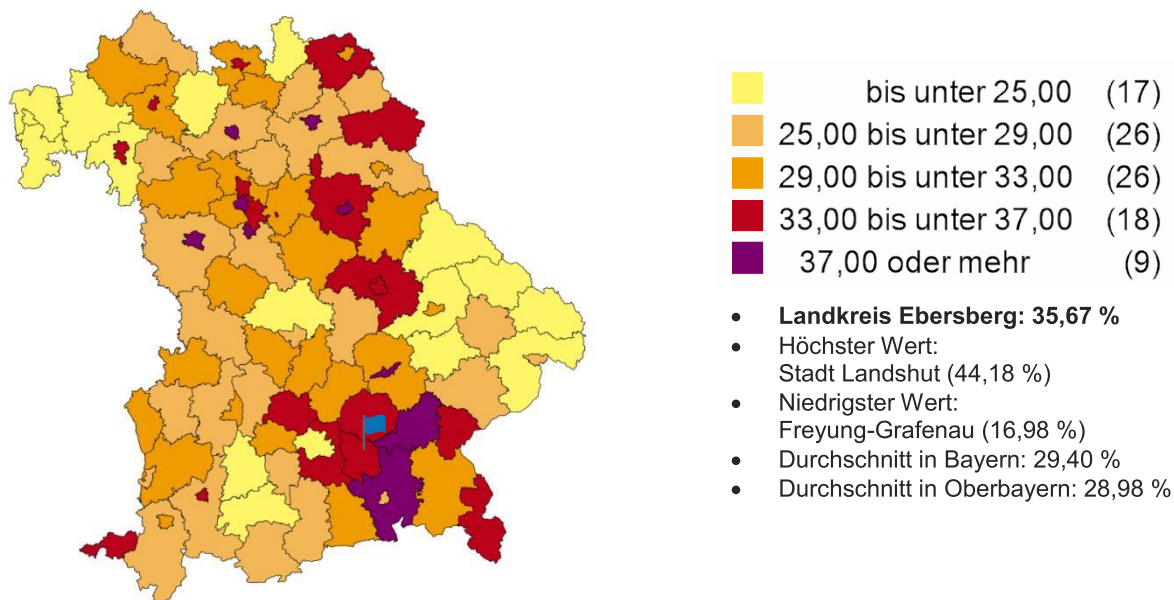 bis unter 25,00 (17)
25,00 bis unter 29,00 (26)
29,00 bis unter 33,00 (26)
33,00 bis unter 37,00 (18)
37,00 oder mehr (9)
• Landkreis Ebersberg: 35,67 %
• Höchster Wert:
Stadt Landshut (44,18 %)
• Niedrigster Wert:
Freyung-Grafenau (16,98 %)
• Durchschnitt in Bayern: 29,40 %
• Durchschnitt in Oberbayern: 28,98 %